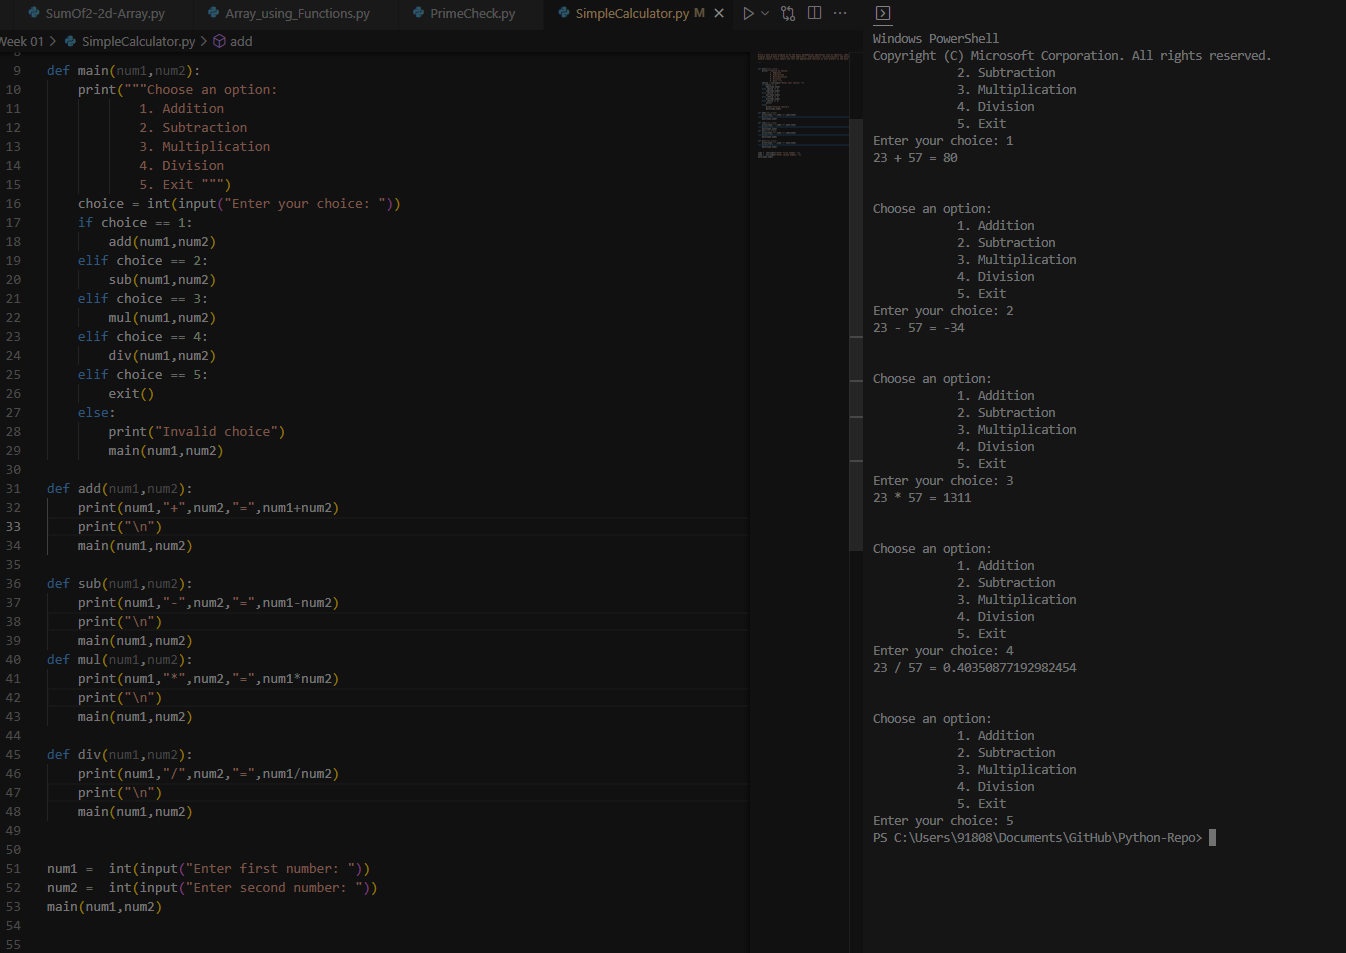 SumOf2-2d-Array.py Array_using_Functions.py PrimeCheck.py SimpleCalculator.py M
Week 01 > SimpleCalculator.py > add
9 def main(num1,num2):
10 print("""Choose an option:
11 1. Addition
12 2. Subtraction
13 3. Multiplication
14 4. Division
15 5. Exit """)
16 choice = int(input("Enter your choice: "))
17 if choice == 1:
18 add(num1,num2)
19 elif choice == 2:
20 sub(num1,num2)
21 elif choice == 3:
22 mul(num1,num2)
23 elif choice == 4:
24 div(num1,num2)
25 elif choice == 5:
26 exit()
27 else:
28 print("Invalid choice")
29 main(num1,num2)
30
31 def add(num1,num2):
32 print(num1,"+",num2,"=",num1+num2)
33 print("\n")
34 main(num1,num2)
35
36 def sub(num1,num2):
37 print(num1,"-",num2,"=",num1-num2)
38 print("\n")
39 main(num1,num2)
40 def mul(num1,num2):
41 print(num1,"*",num2,"=",num1*num2)
42 print("\n")
43 main(num1,num2)
44
45 def div(num1,num2):
46 print(num1,"/",num2,"=",num1/num2)
47 print("\n")
48 main(num1,num2)
49
50
51 num1 = int(input("Enter first number: "))
52 num2 = int(input("Enter second number: "))
53 main(num1,num2)
54
55
Windows PowerShell
Copyright (C) Microsoft Corporation. All rights reserved.
2. Subtraction
3. Multiplication
4. Division
5. Exit
Enter your choice: 1
23 + 57 = 80
Choose an option:
1. Addition
2. Subtraction
3. Multiplication
4. Division
5. Exit
Enter your choice: 2
23 - 57 = -34
Choose an option:
1. Addition
2. Subtraction
3. Multiplication
4. Division
5. Exit
Enter your choice: 3
23 * 57 = 1311
Choose an option:
1. Addition
2. Subtraction
3. Multiplication
4. Division
5. Exit
Enter your choice: 4
23 / 57 = 0.40350877192982454
Choose an option:
1. Addition
2. Subtraction
3. Multiplication
4. Division
5. Exit
Enter your choice: 5
PS C:\Users\91808\Documents\GitHub\Python-Repo>